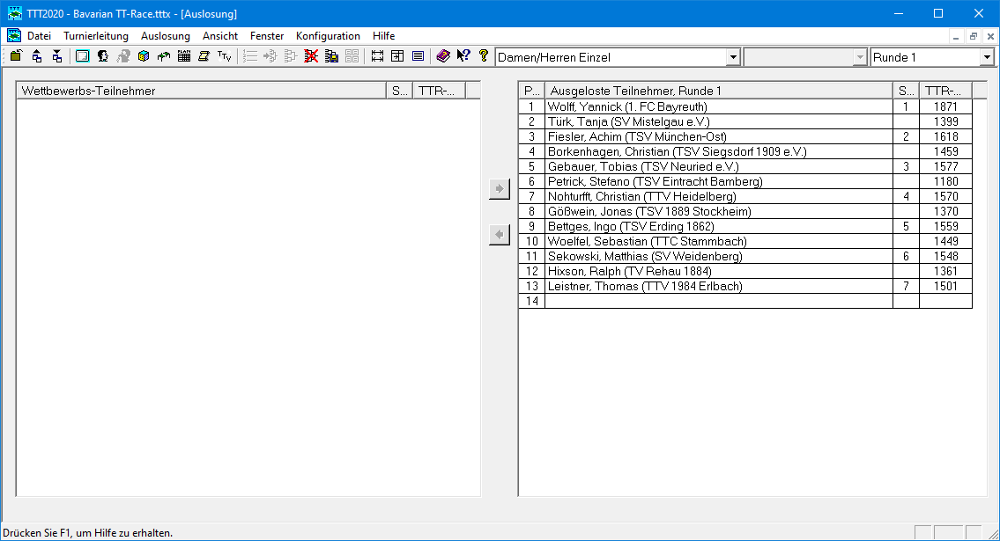 TTT2020 - Bavarian TT-Race.tttx - [Auslosung]
Datei Turnierleitung Auslosung Ansicht Fenster Konfiguration Hilfe
Damen/Herren Einzel Runde 1
Wettbewerbs-Teilnehmer S... TTR-...
P... Ausgeloste Teilnehmer, Runde 1 S... TTR-...
1 Wolff, Yannick (1. FC Bayreuth) 1 1871
2 Türk, Tanja (SV Mistelgau e.V.) 1399
3 Fiesler, Achim (TSV München-Ost) 2 1618
4 Borkenhagen, Christian (TSV Siegsdorf 1909 e.V.) 1459
5 Gebauer, Tobias (TSV Neuried e.V.) 3 1577
6 Petrick, Stefano (TSV Eintracht Bamberg) 1180
7 Nohturfft, Christian (TTV Heidelberg) 4 1570
8 Gößwein, Jonas (TSV 1889 Stockheim) 1370
9 Bettges, Ingo (TSV Erding 1862) 5 1559
10 Woelfel, Sebastian (TTC Stammbach) 1449
11 Sekowski, Matthias (SV Weidenberg) 6 1548
12 Hixson, Ralph (TV Rehau 1884) 1361
13 Leistner, Thomas (TTV 1984 Erlbach) 7 1501
14
Drücken Sie F1, um Hilfe zu erhalten.